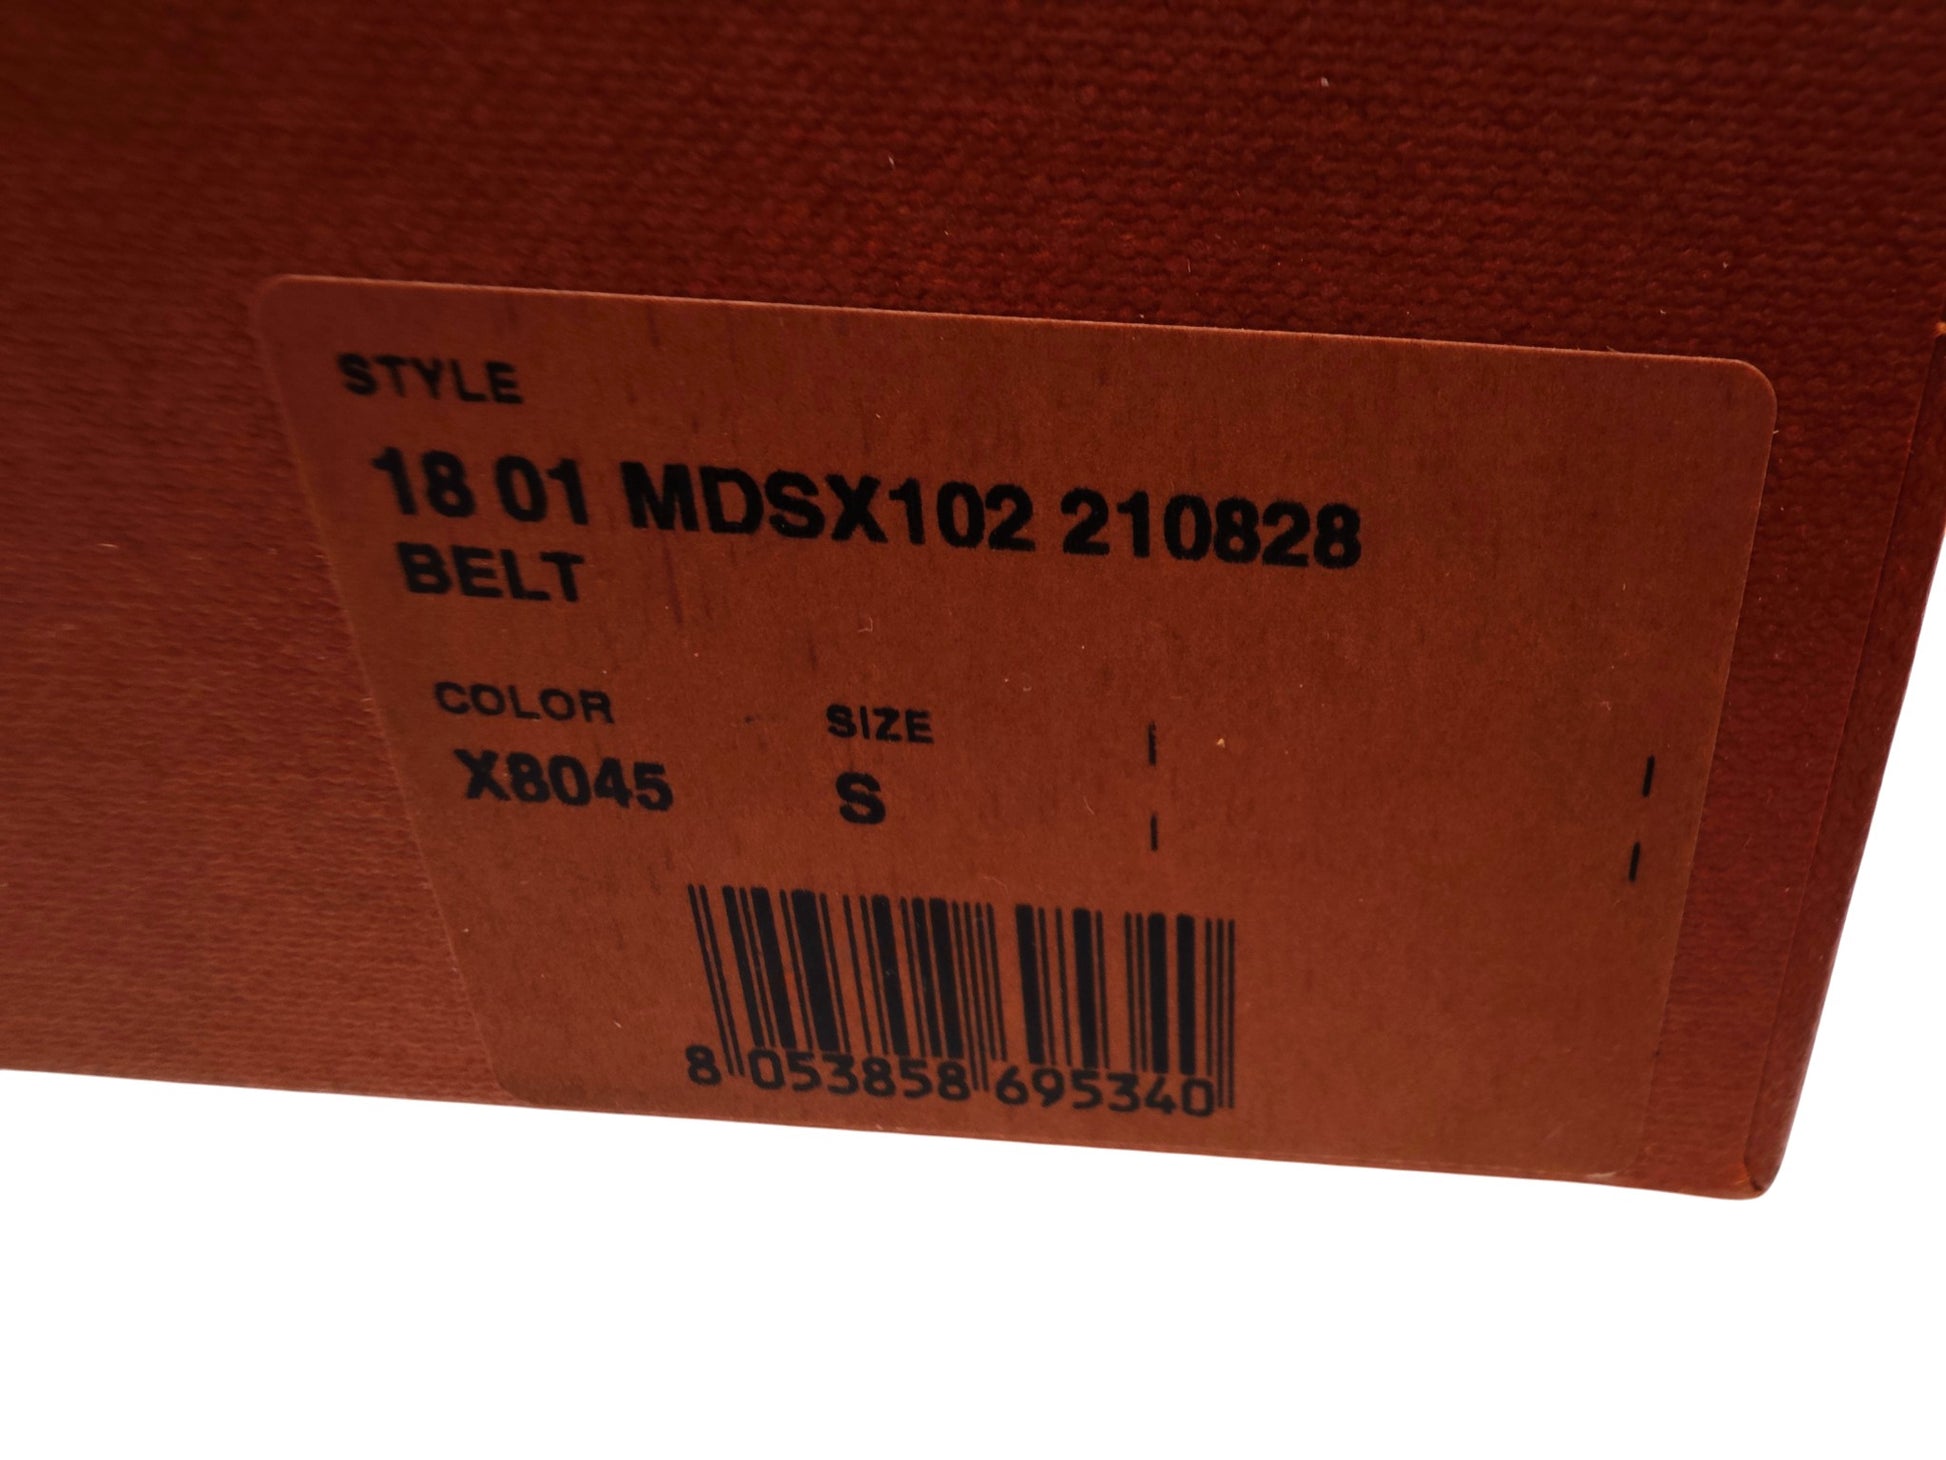 STYLE
18 01 MDSX102 210828
BELT
COLOR SIZE
X8045 S
8 053858 695340